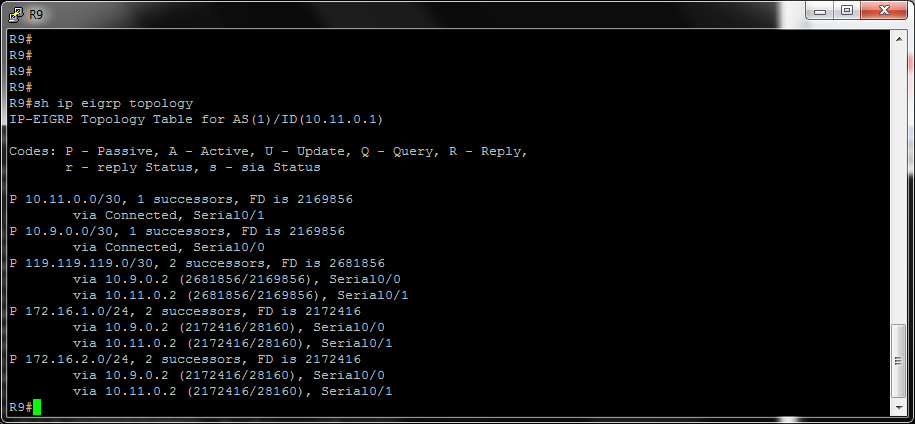 R9
R9#
R9#
R9#
R9#
R9#sh ip eigrp topology
IP-EIGRP Topology Table for AS(1)/ID(10.11.0.1)
Codes: P - Passive, A - Active, U - Update, Q - Query, R - Reply,
r - reply Status, s - sia Status
P 10.11.0.0/30, 1 successors, FD is 2169856
via Connected, Serial0/1
P 10.9.0.0/30, 1 successors, FD is 2169856
via Connected, Serial0/0
P 119.119.119.0/30, 2 successors, FD is 2681856
via 10.9.0.2 (2681856/2169856), Serial0/0
via 10.11.0.2 (2681856/2169856), Serial0/1
P 172.16.1.0/24, 2 successors, FD is 2172416
via 10.9.0.2 (2172416/28160), Serial0/0
via 10.11.0.2 (2172416/28160), Serial0/1
P 172.16.2.0/24, 2 successors, FD is 2172416
via 10.9.0.2 (2172416/28160), Serial0/0
via 10.11.0.2 (2172416/28160), Serial0/1
R9#